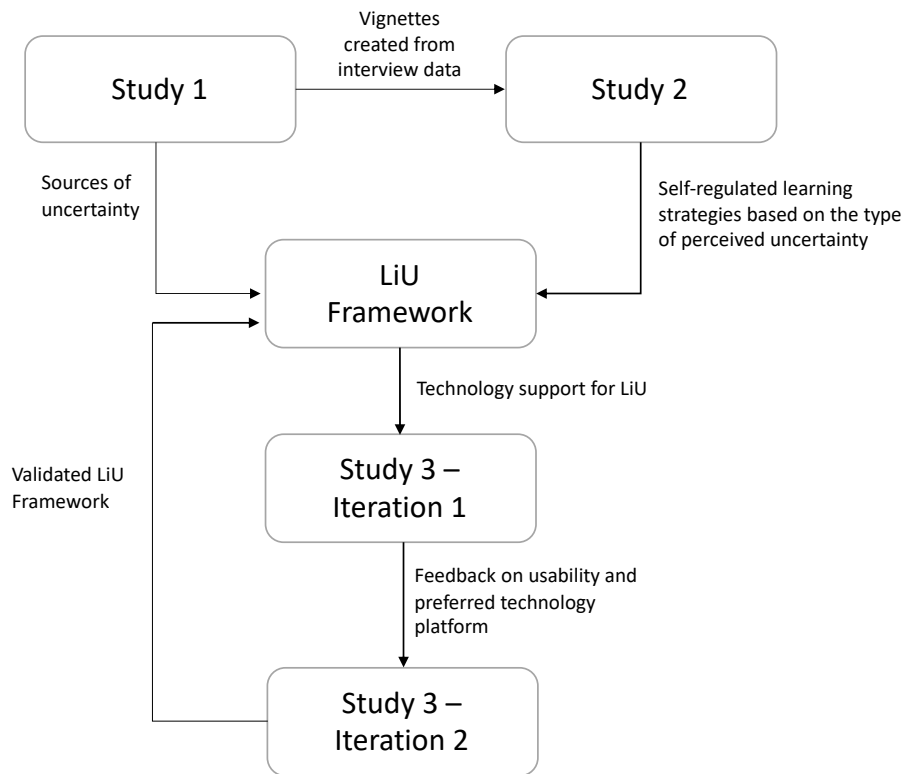 Vignettes
created from
interview data
Study 1
Study 2
Sources of
uncertainty
Self-regulated learning
strategies based on the type
of perceived uncertainty
LiU
Framework
Technology support for LiU
Validated LiU
Framework
Study 3 –
Iteration 1
Feedback on usability and
preferred technology
platform
Study 3 –
Iteration 2